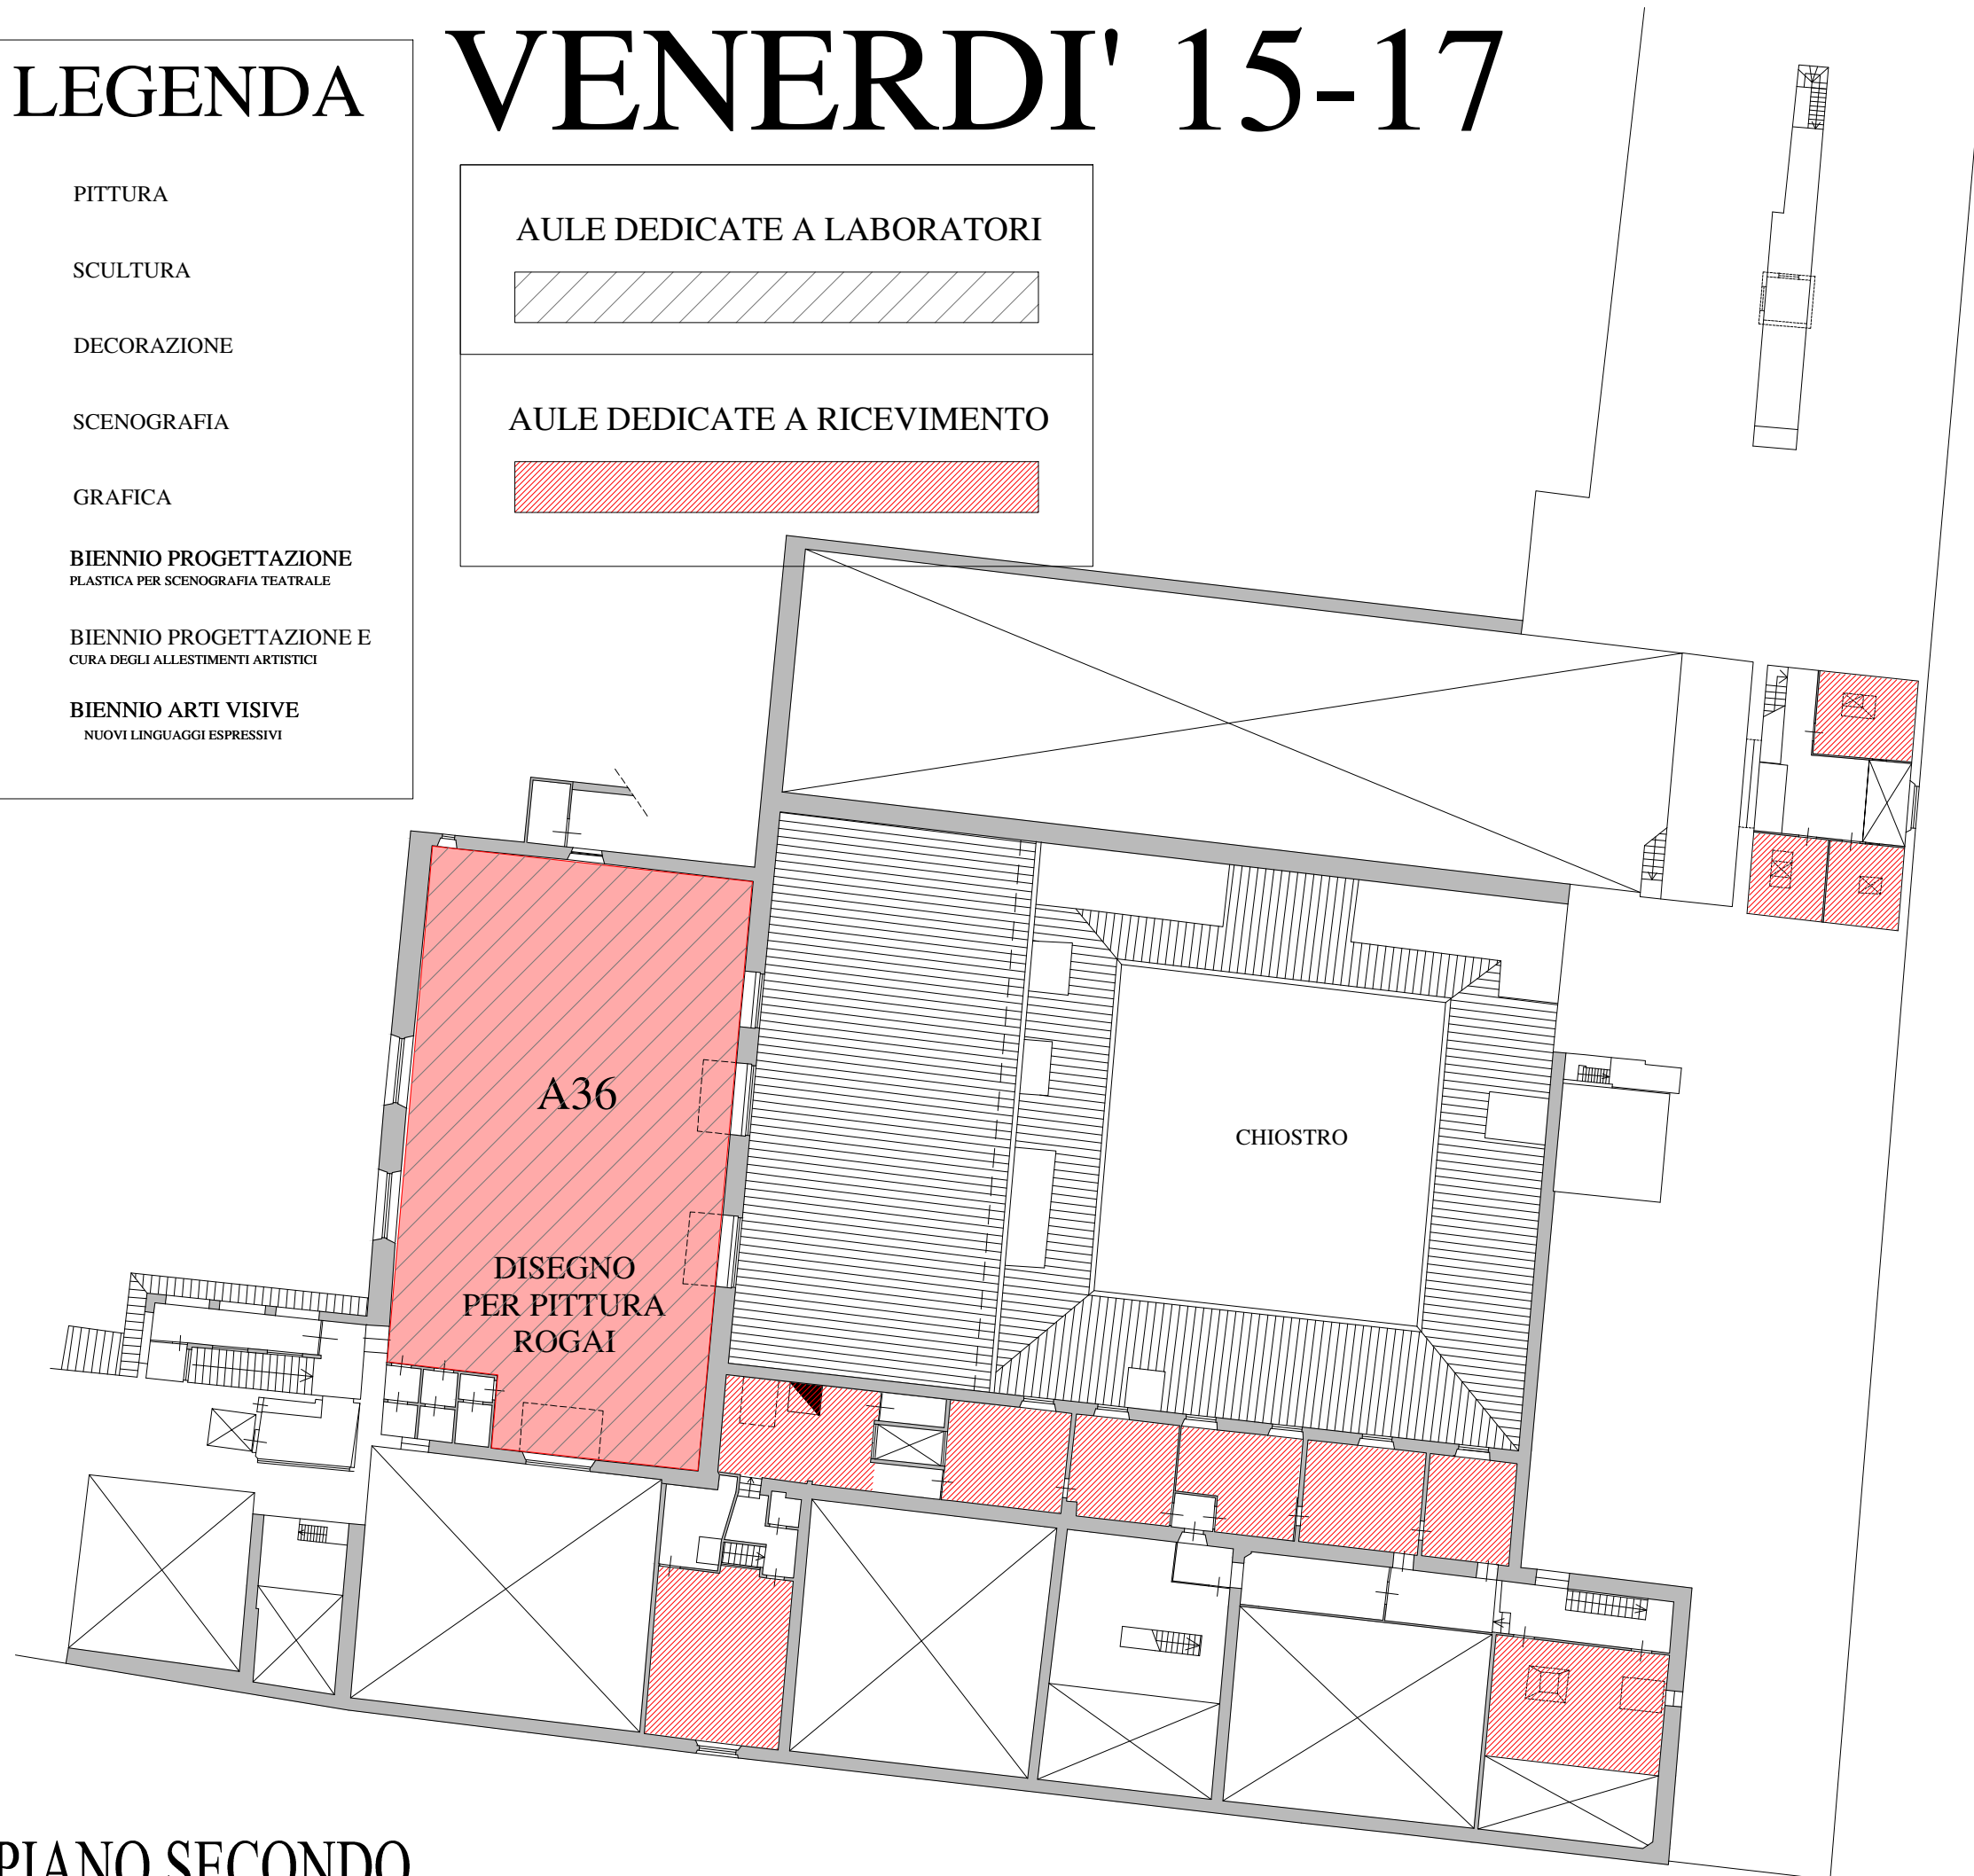 VENERDI' 15-17
LEGENDA
PITTURA
SCULTURA
DECORAZIONE
SCENOGRAFIA
GRAFICA
BIENNIO PROGETTAZIONE
PLASTICA PER SCENOGRAFIA TEATRALE
BIENNIO PROGETTAZIONE E
CURA DEGLI ALLESTIMENTI ARTISTICI
BIENNIO ARTI VISIVE
NUOVI LINGUAGGI ESPRESSIVI
AULE DEDICATE A LABORATORI
AULE DEDICATE A RICEVIMENTO
A36
DISEGNO
PER PITTURA
ROGAI
CHIOSTRO
PIANO SECONDO